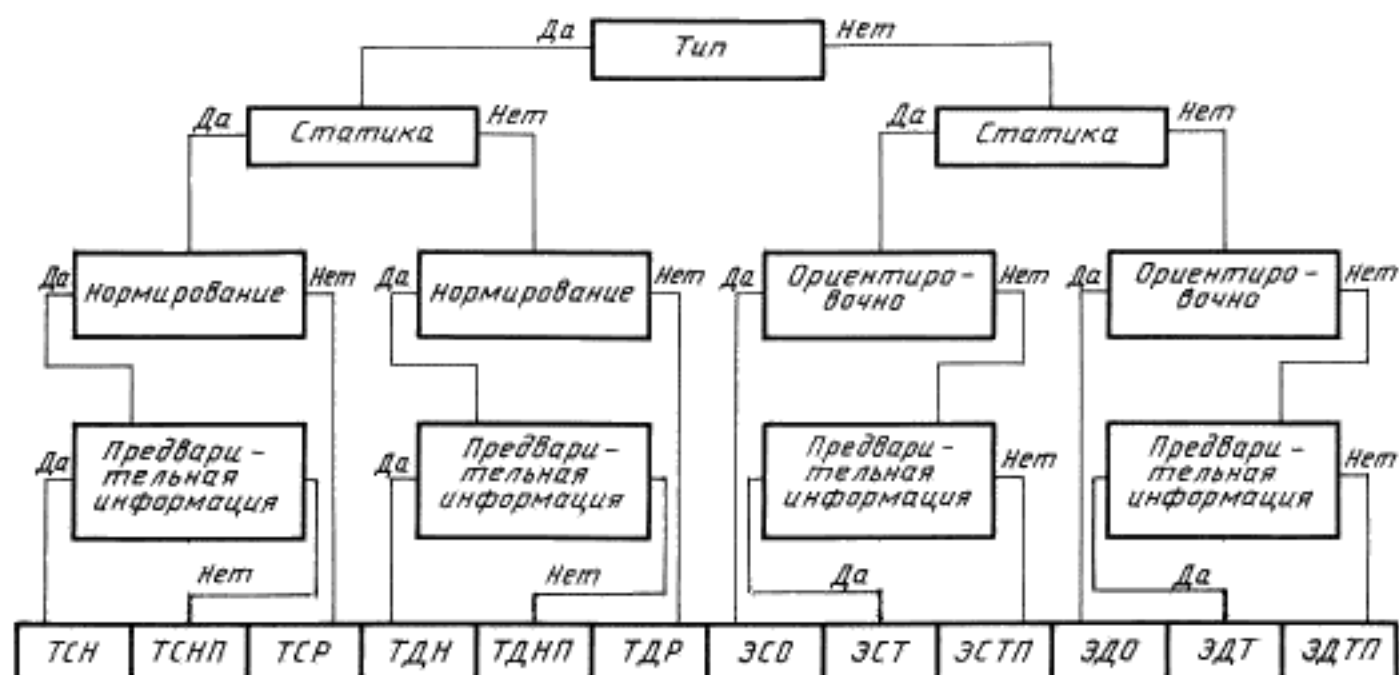 Да Тип Нет
Да Статика Нет Да Статика Нет
Да Нормирование Нет Да Нормирование Нет Да Ориентиро- Нет Да Ориентиро- Нет
вочно вочно
Да Предвари- Да Предвари- Предвари- Нет Предвари- Нет
тельная тельная тельная тельная
информация информация информация информация
Нет Нет Да Да
ТСН ТСНП ТСР ТДН ТДНП ТДР ЭСО ЭСТ ЭСТП ЭДО ЭДТ ЭДТП